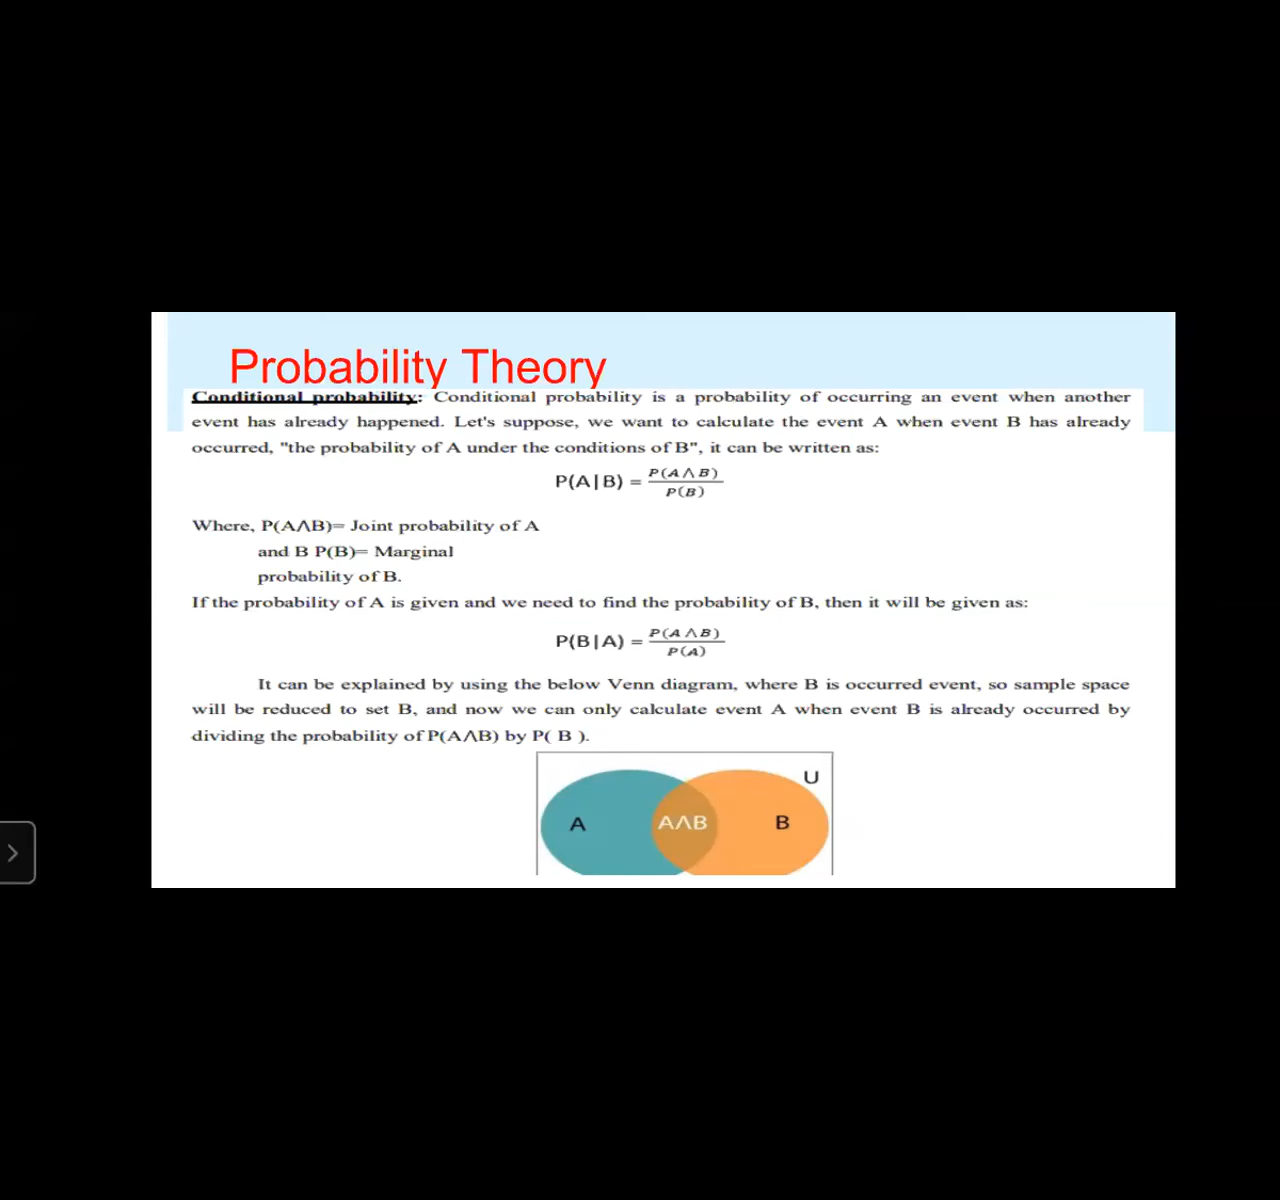 Probability Theory
Conditional probability: Conditional probability is a probability of occurring an event when another
event has already happened. Let's suppose, we want to calculate the event A when event B has already
occurred, "the probability of A under the conditions of B", it can be written as:
P(A|B) = P(A⋀B) / P(B)
Where, P(A⋀B)= Joint probability of A
and B P(B)= Marginal
probability of B.
If the probability of A is given and we need to find the probability of B, then it will be given as:
P(B|A) = P(A⋀B) / P(A)
It can be explained by using the below Venn diagram, where B is occurred event, so sample space
will be reduced to set B, and now we can only calculate event A when event B is already occurred by
dividing the probability of P(A⋀B) by P( B ).
U
A A⋀B B